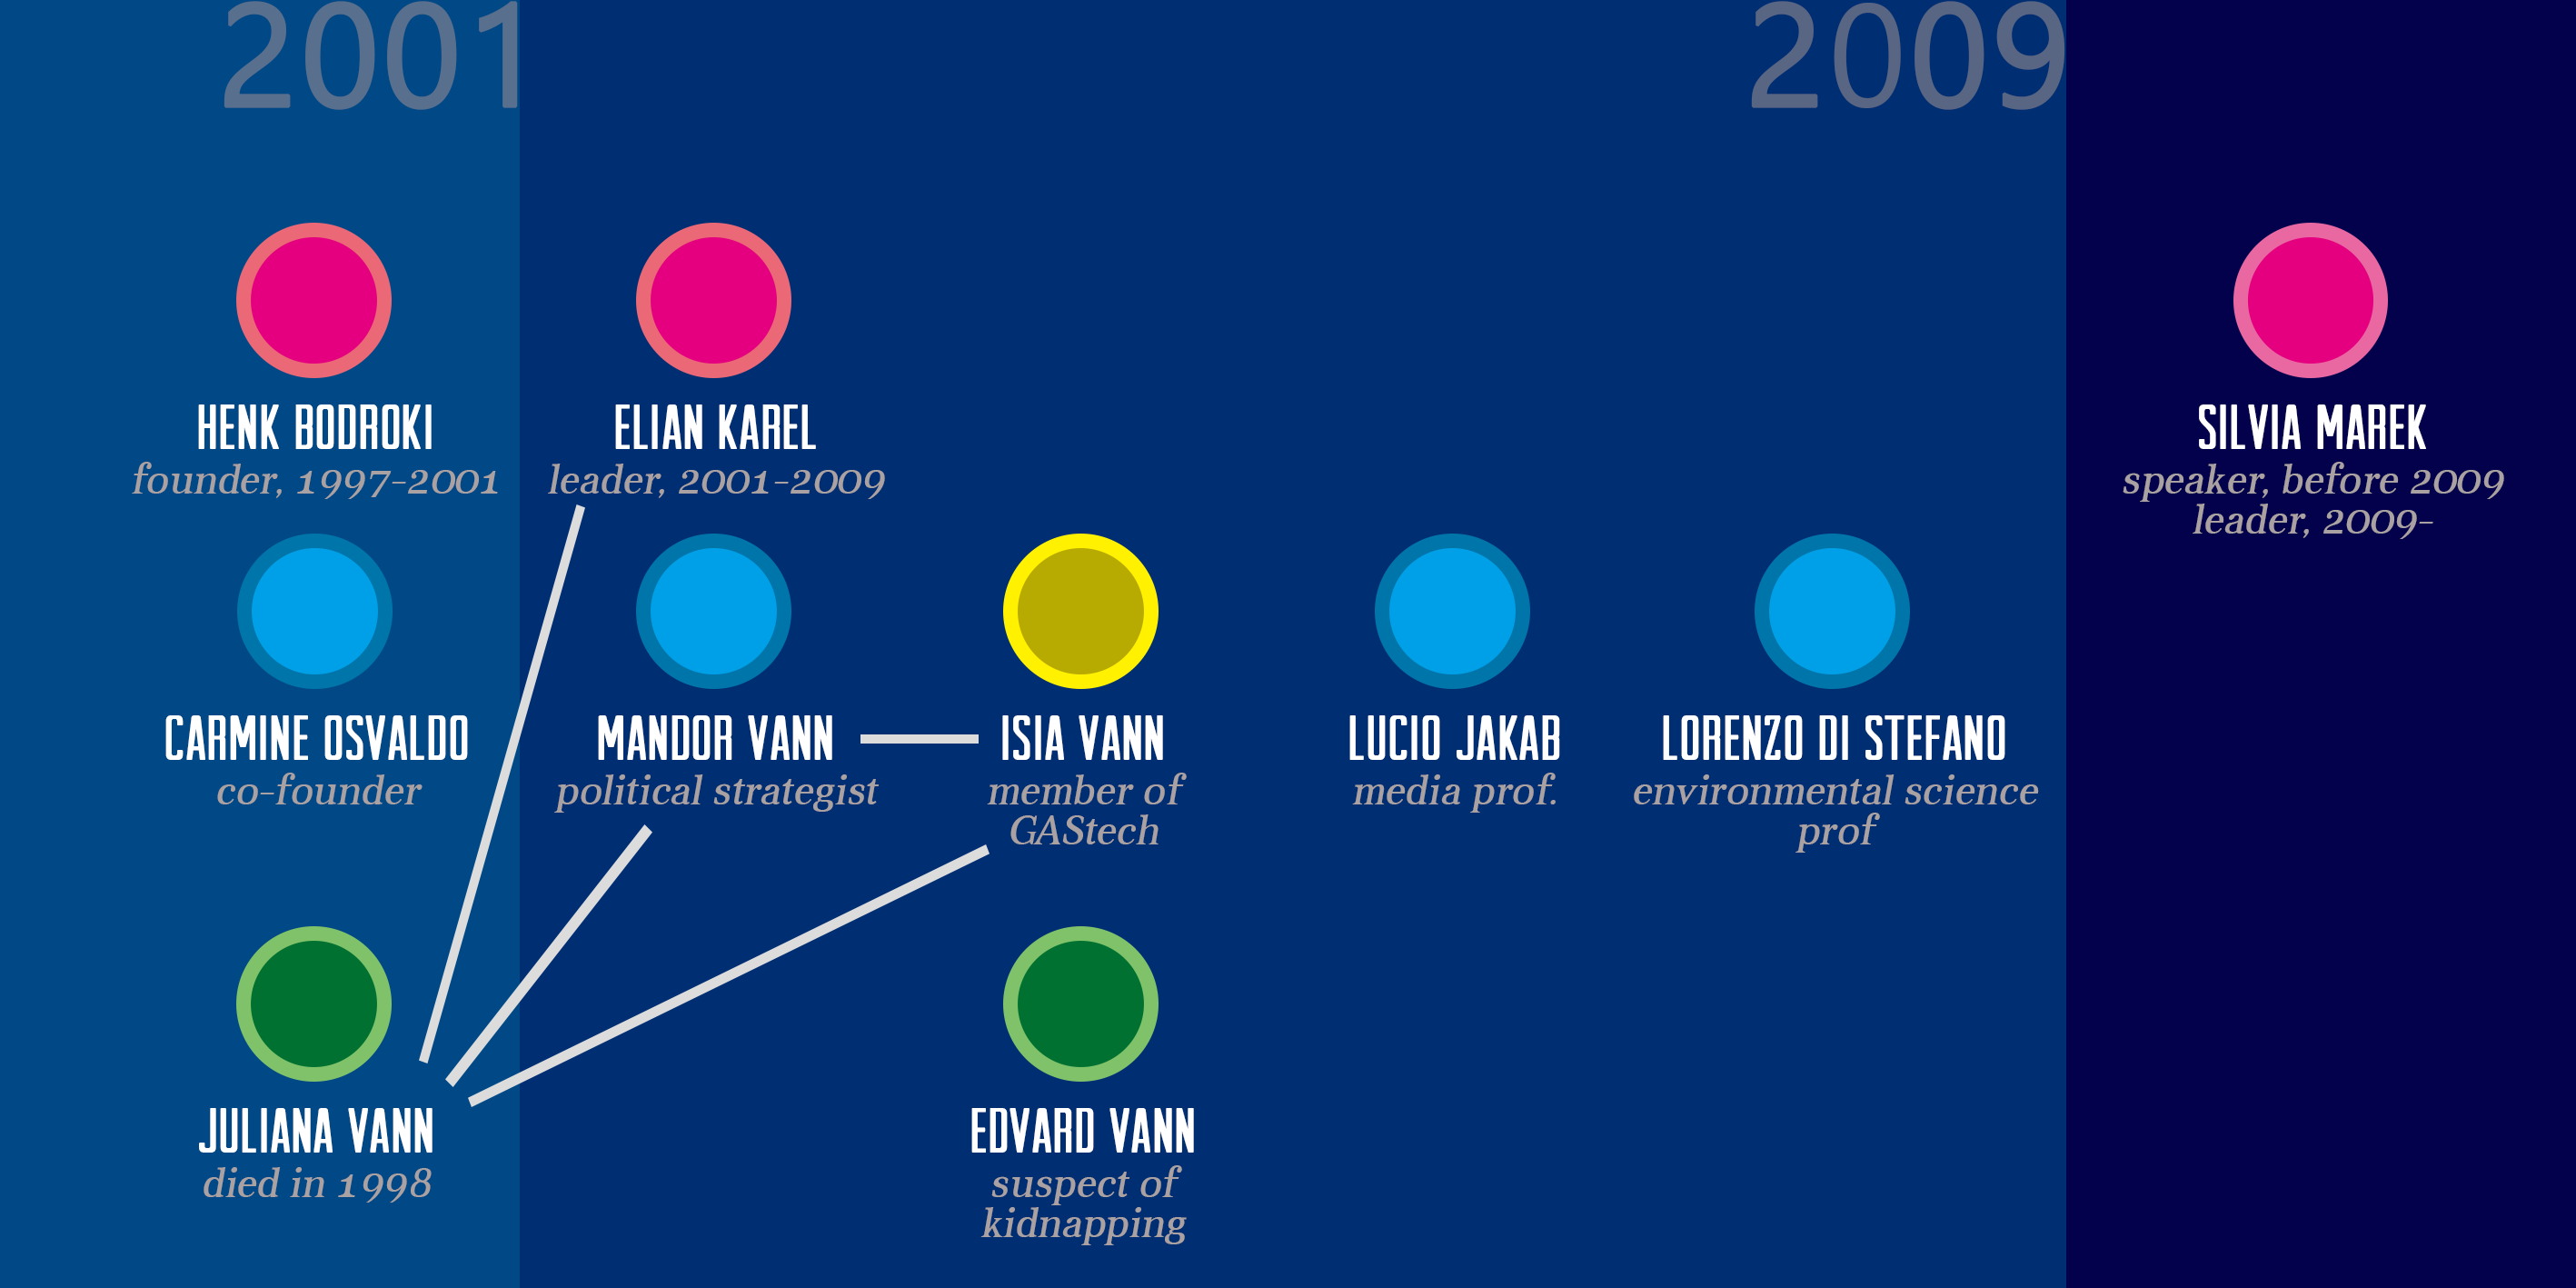 2001
2009
HENK BODROKI
founder, 1997-2001
ELIAN KAREL
leader, 2001-2009
SILVIA MAREK
speaker, before 2009
leader, 2009-
CARMINE OSVALDO
co-founder
MANDOR VANN
political strategist
ISIA VANN
member of
GAStech
LUCIO JAKAB
media prof.
LORENZO DI STEFANO
environmental science
prof
JULIANA VANN
died in 1998
EDVARD VANN
suspect of
kidnapping